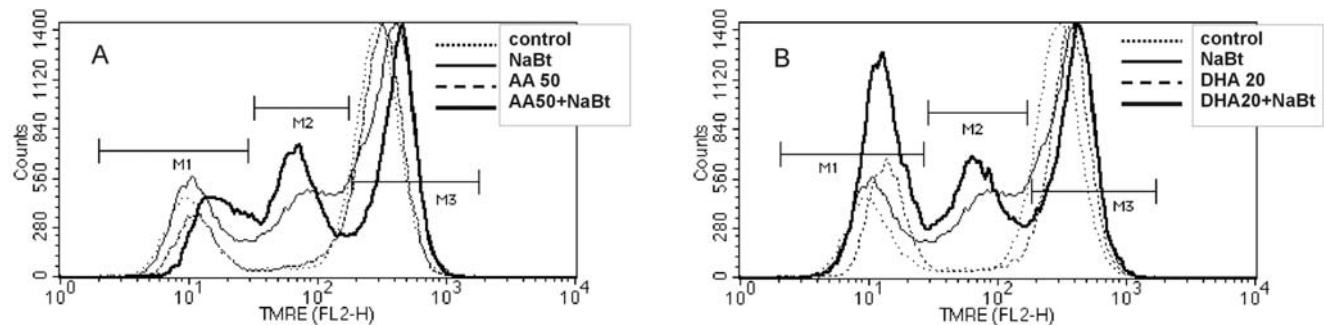 A
Counts
1400
1120
840
560
280
0
M1
M2
M3
10^0
10^1
10^2
10^3
10^4
TMRE (FL2-H)
control
NaBt
AA 50
AA50+NaBt
B
Counts
1400
1120
840
560
280
0
M1
M2
M3
10^0
10^1
10^2
10^3
10^4
TMRE (FL2-H)
control
NaBt
DHA 20
DHA20+NaBt